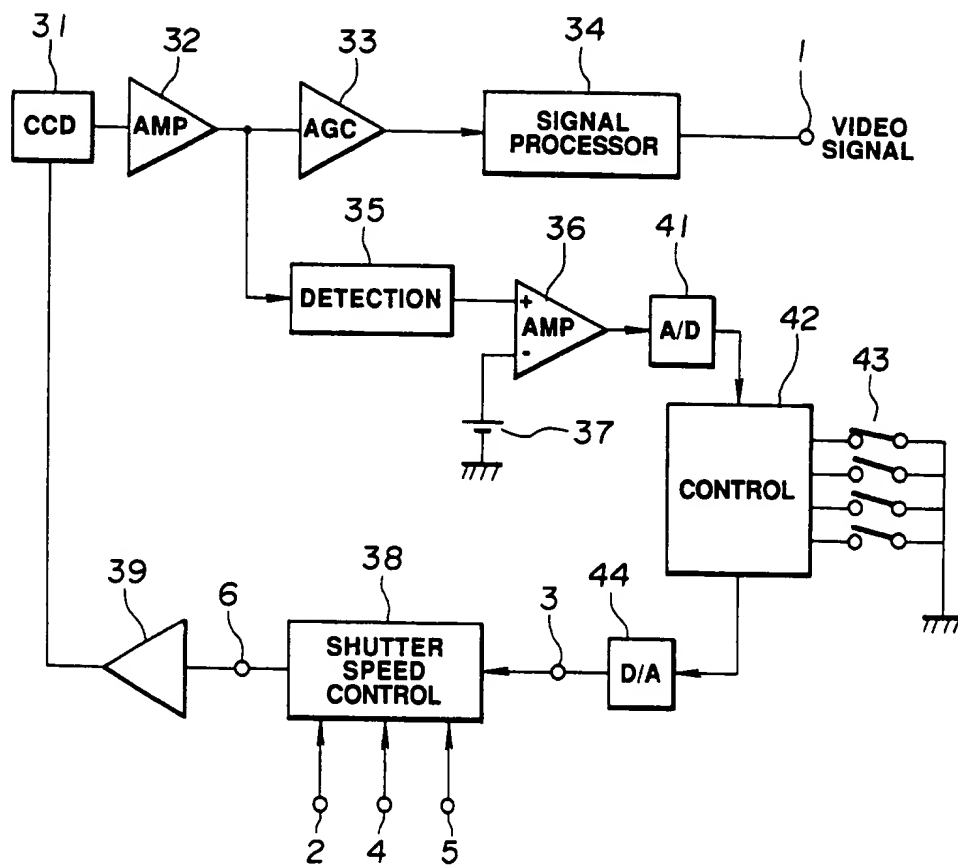 31
32
33
34
1
CCD
AMP
AGC
SIGNAL
PROCESSOR
VIDEO
SIGNAL
35
36
41
DETECTION
+
AMP
-
A/D
42
43
37
CONTROL
39
6
38
3
44
SHUTTER
SPEED
CONTROL
D/A
2
4
5